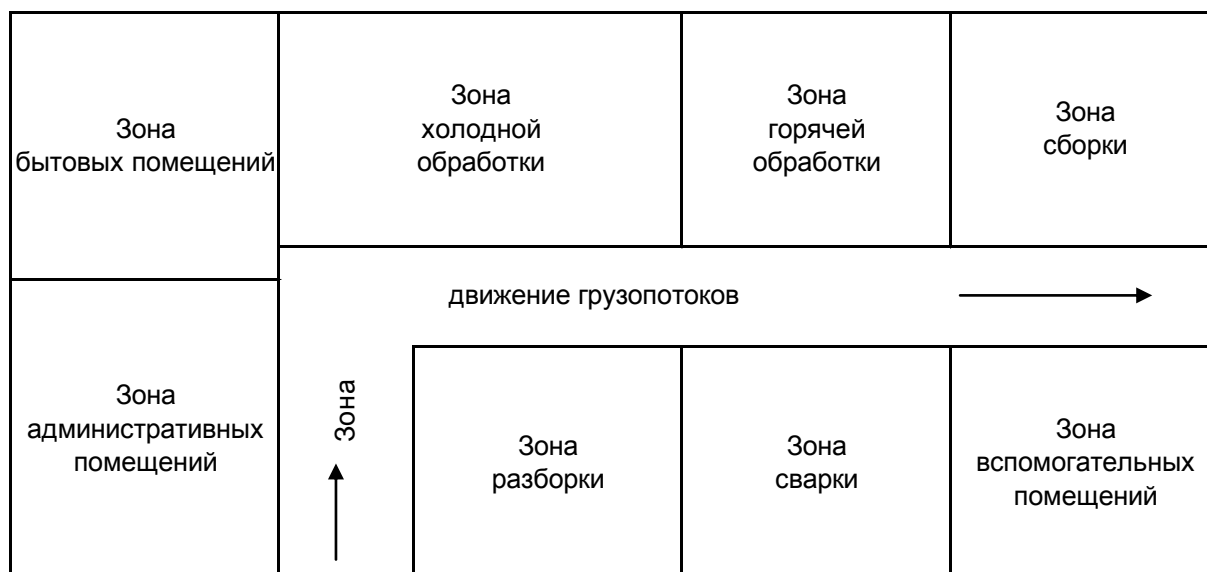 Зона
бытовых помещений
Зона
холодной
обработки
Зона
горячей
обработки
Зона
сборки
движение грузопотоков
Зона
административных
помещений
Зона
Зона
разборки
Зона
сварки
Зона
вспомогательных
помещений